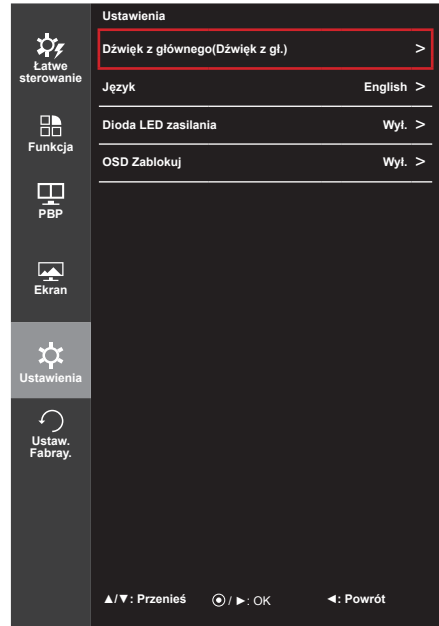 Ustawienia
Dźwięk z głównego(Dźwięk z gł.) >
Język English >
Dioda LED zasilania Wył. >
OSD Zablokuj Wył. >
Łatwe
sterowanie
Funkcja
PBP
Ekran
Ustawienia
Ustaw.
Fabray.
▲/▼: Przenieś
/ ►: OK
◄: Powrót